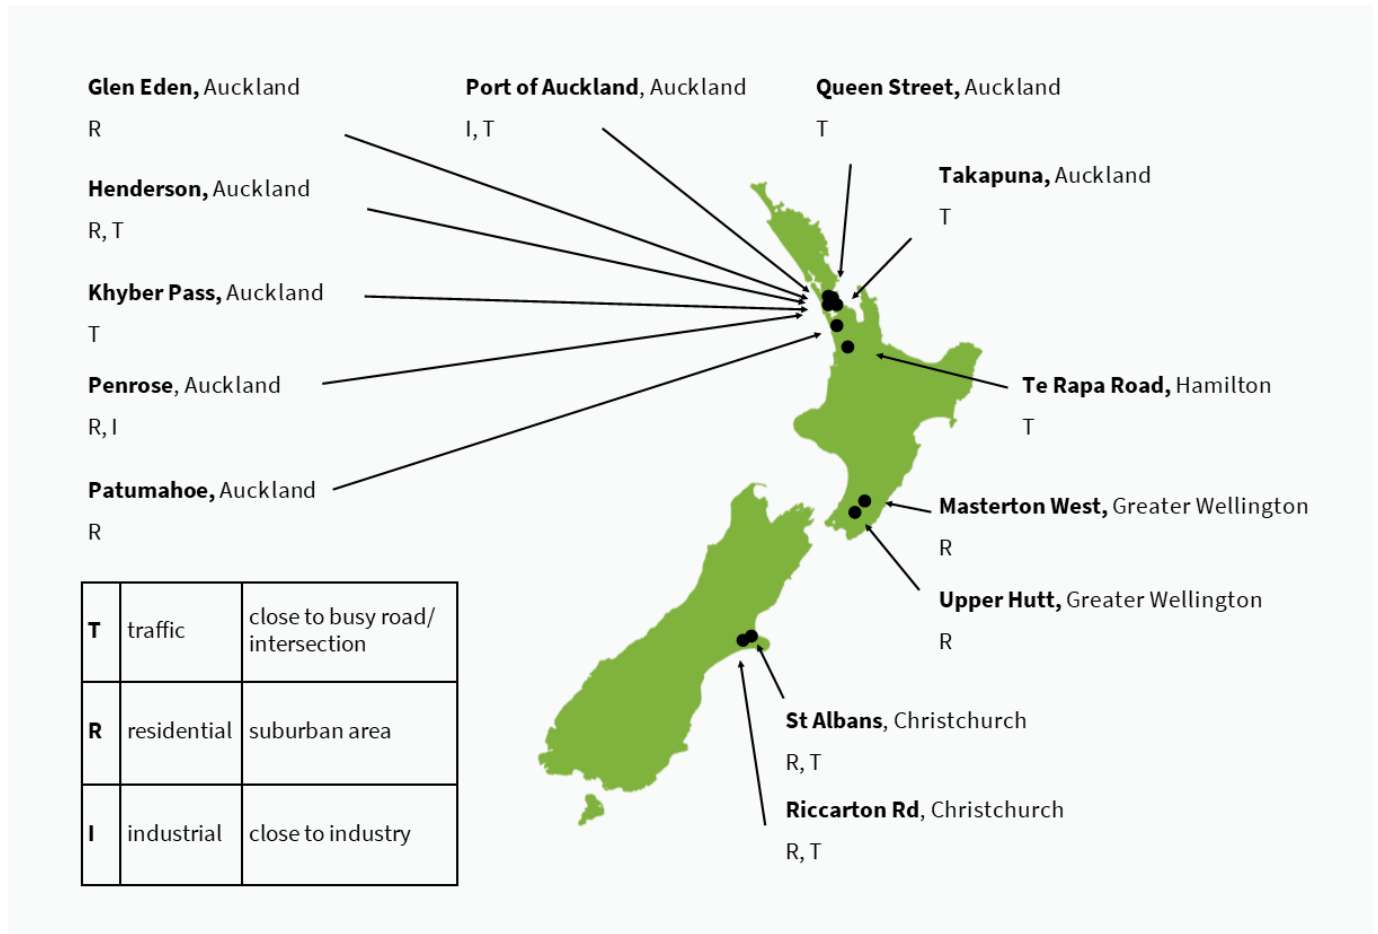 Glen Eden, Auckland
R
Port of Auckland, Auckland
I, T
Queen Street, Auckland
T
Takapuna, Auckland
T
Henderson, Auckland
R, T
Khyber Pass, Auckland
T
Penrose, Auckland
R, I
Patumahoe, Auckland
R
Te Rapa Road, Hamilton
T
Masterton West, Greater Wellington
R
Upper Hutt, Greater Wellington
R
St Albans, Christchurch
R, T
Riccarton Rd, Christchurch
R, T
T traffic close to busy road/
intersection
R residential suburban area
I industrial close to industry